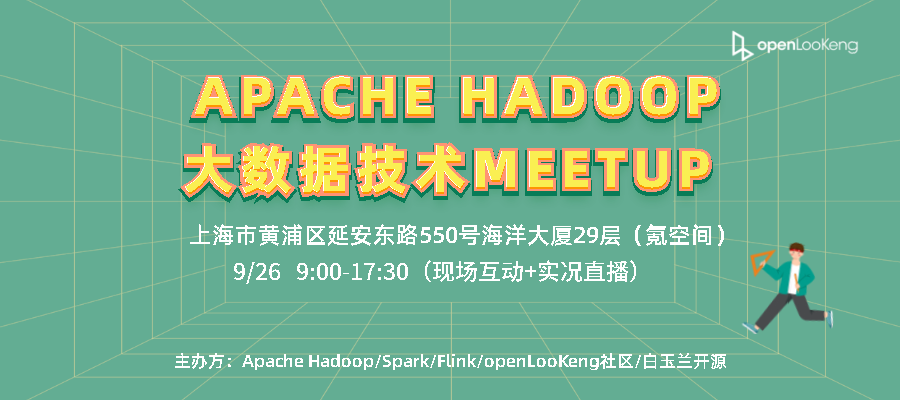 openLooKeng
APACHE HADOOP
大数据技术MEETUP
上海市黄浦区延安东路550号海洋大厦29层（氪空间）
9/26 9:00-17:30（现场互动+实况直播）
主办方：Apache Hadoop/Spark/Flink/openLooKeng社区/白玉兰开源